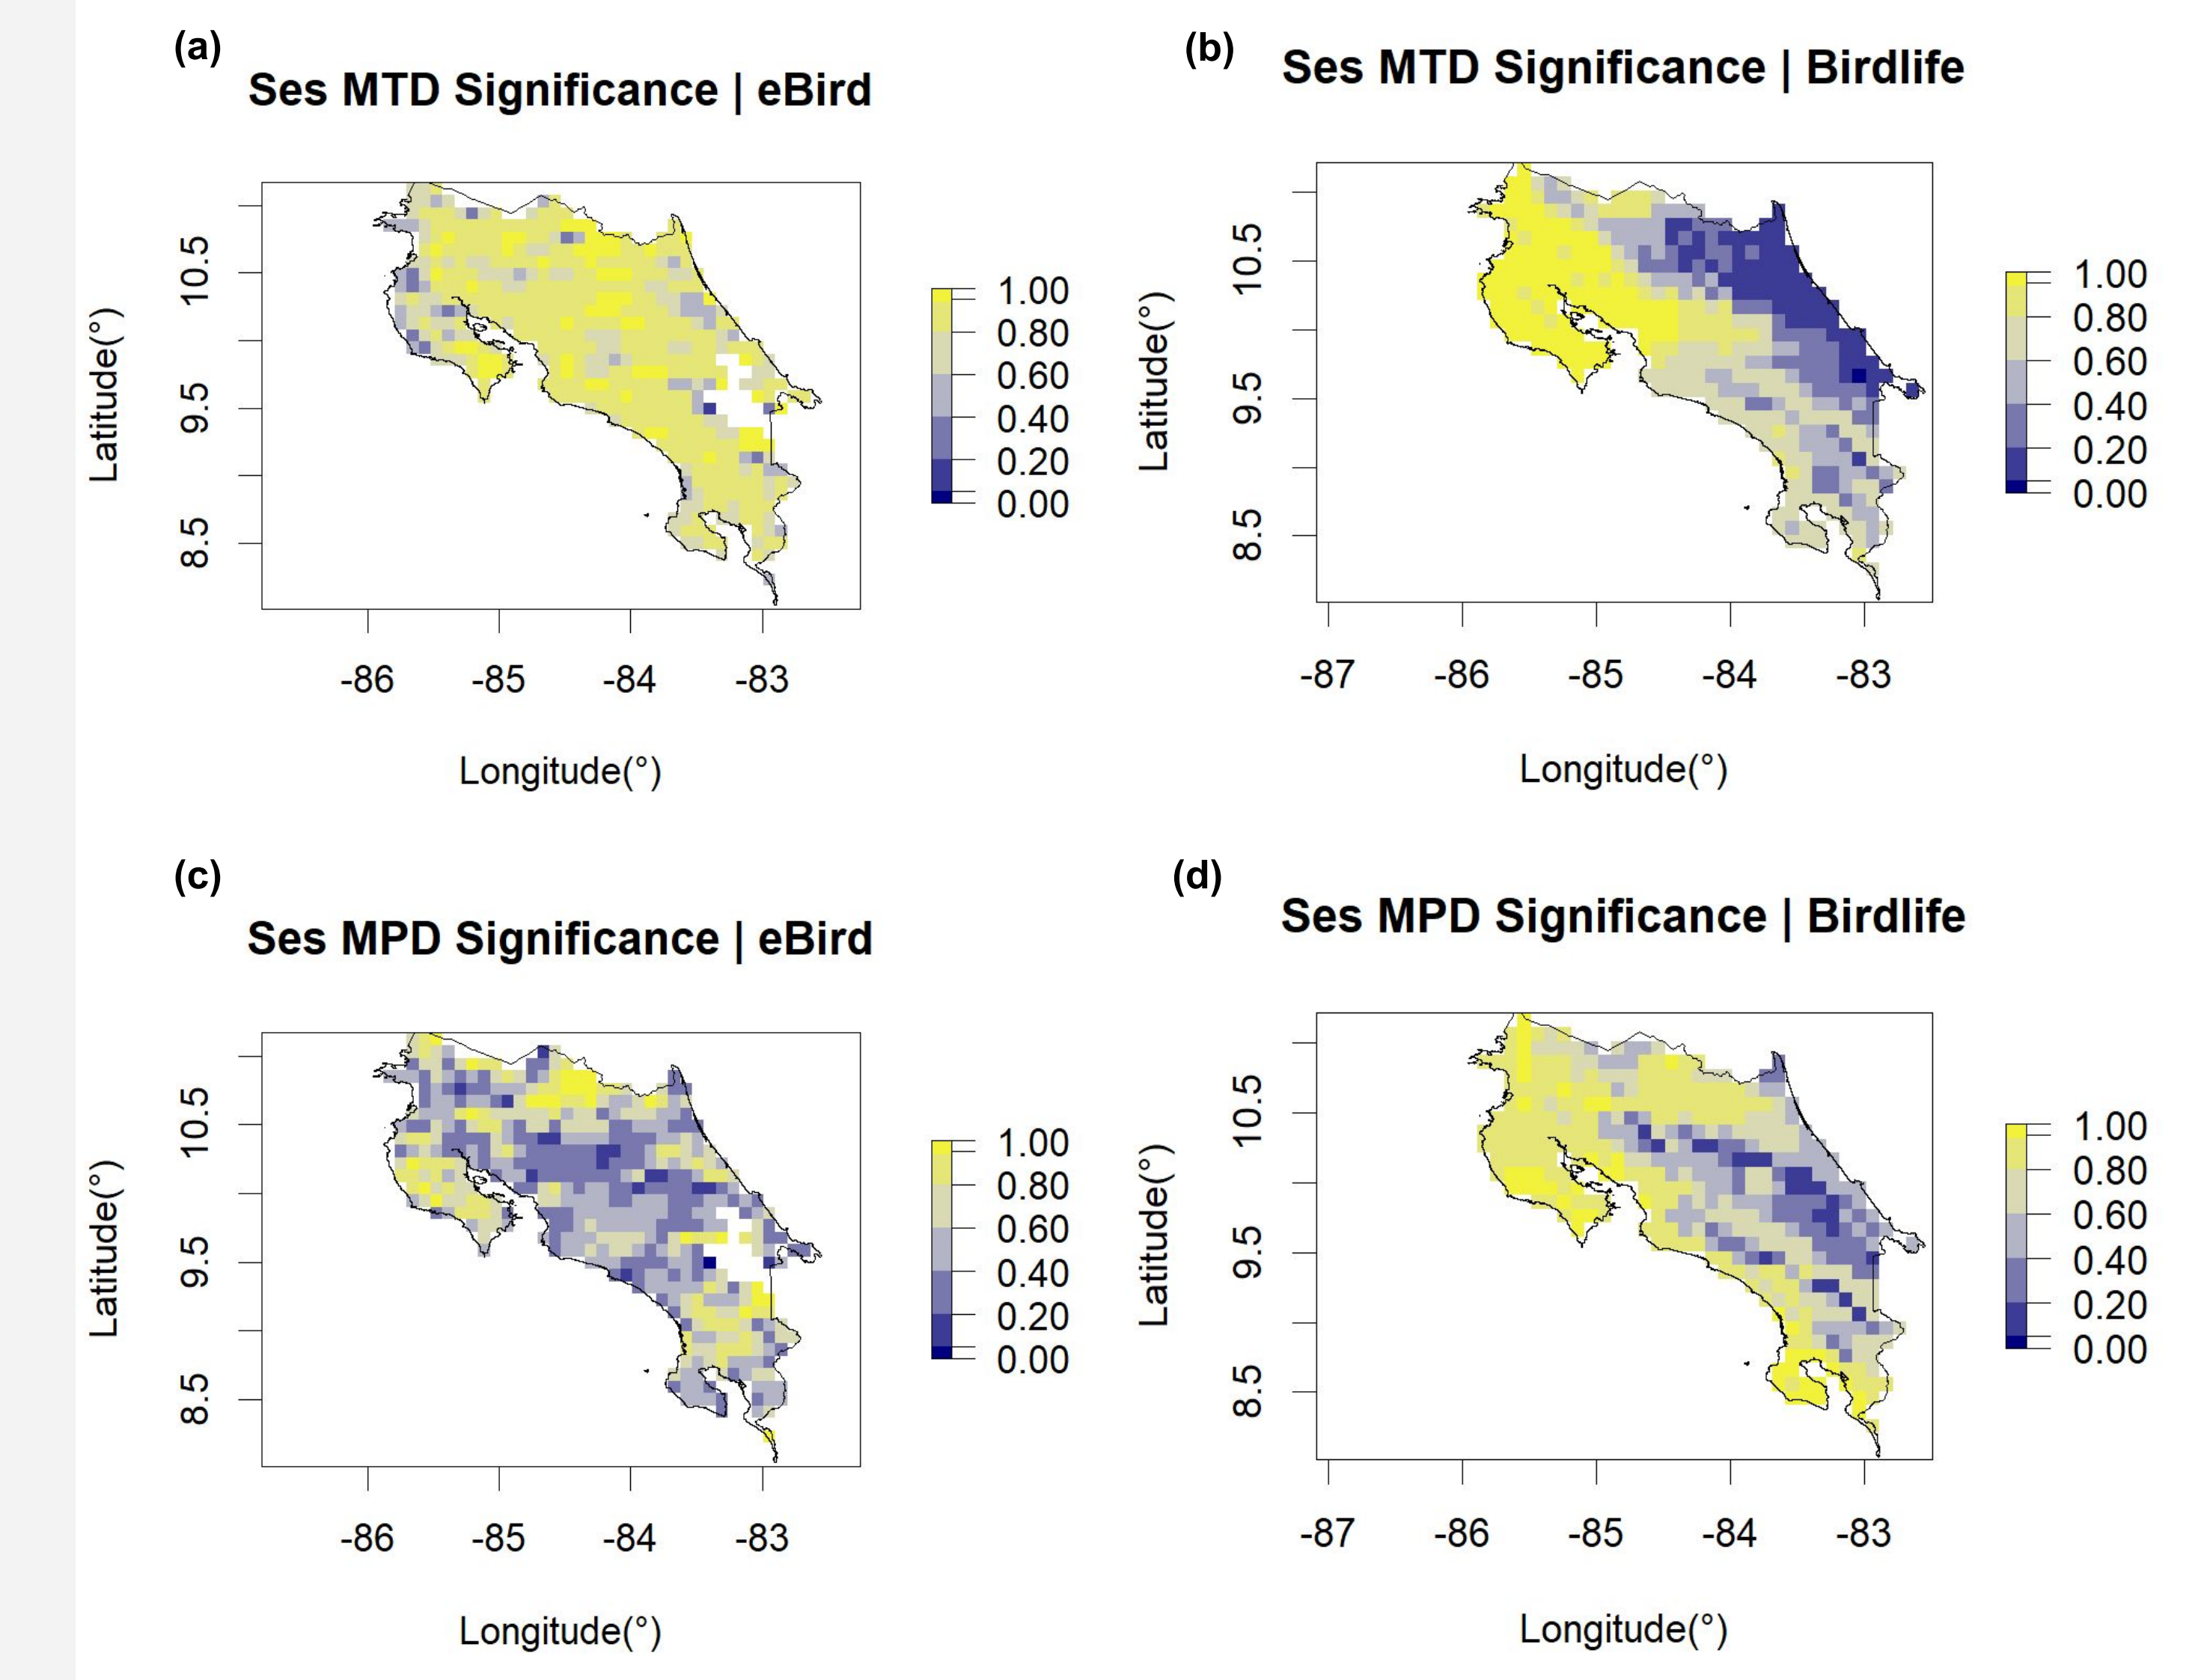 (a)
Ses MTD Significance | eBird
Latitude(°)
10.5
9.5
8.5
-86 -85 -84 -83
Longitude(°)
1.00
0.80
0.60
0.40
0.20
0.00
(b)
Ses MTD Significance | Birdlife
Latitude(°)
10.5
9.5
8.5
-87 -86 -85 -84 -83
Longitude(°)
1.00
0.80
0.60
0.40
0.20
0.00
(c)
Ses MPD Significance | eBird
Latitude(°)
10.5
9.5
8.5
-86 -85 -84 -83
Longitude(°)
1.00
0.80
0.60
0.40
0.20
0.00
(d)
Ses MPD Significance | Birdlife
Latitude(°)
10.5
9.5
8.5
-87 -86 -85 -84 -83
Longitude(°)
1.00
0.80
0.60
0.40
0.20
0.00